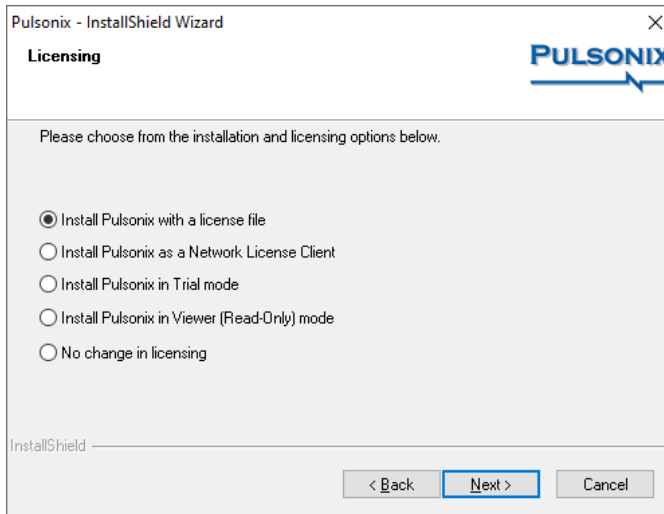 Pulsonix - InstallShield Wizard
Licensing
PULSONIX
Please choose from the installation and licensing options below.
Install Pulsonix with a license file
Install Pulsonix as a Network License Client
Install Pulsonix in Trial mode
Install Pulsonix in Viewer (Read-Only) mode
No change in licensing
InstallShield
< Back Next > Cancel